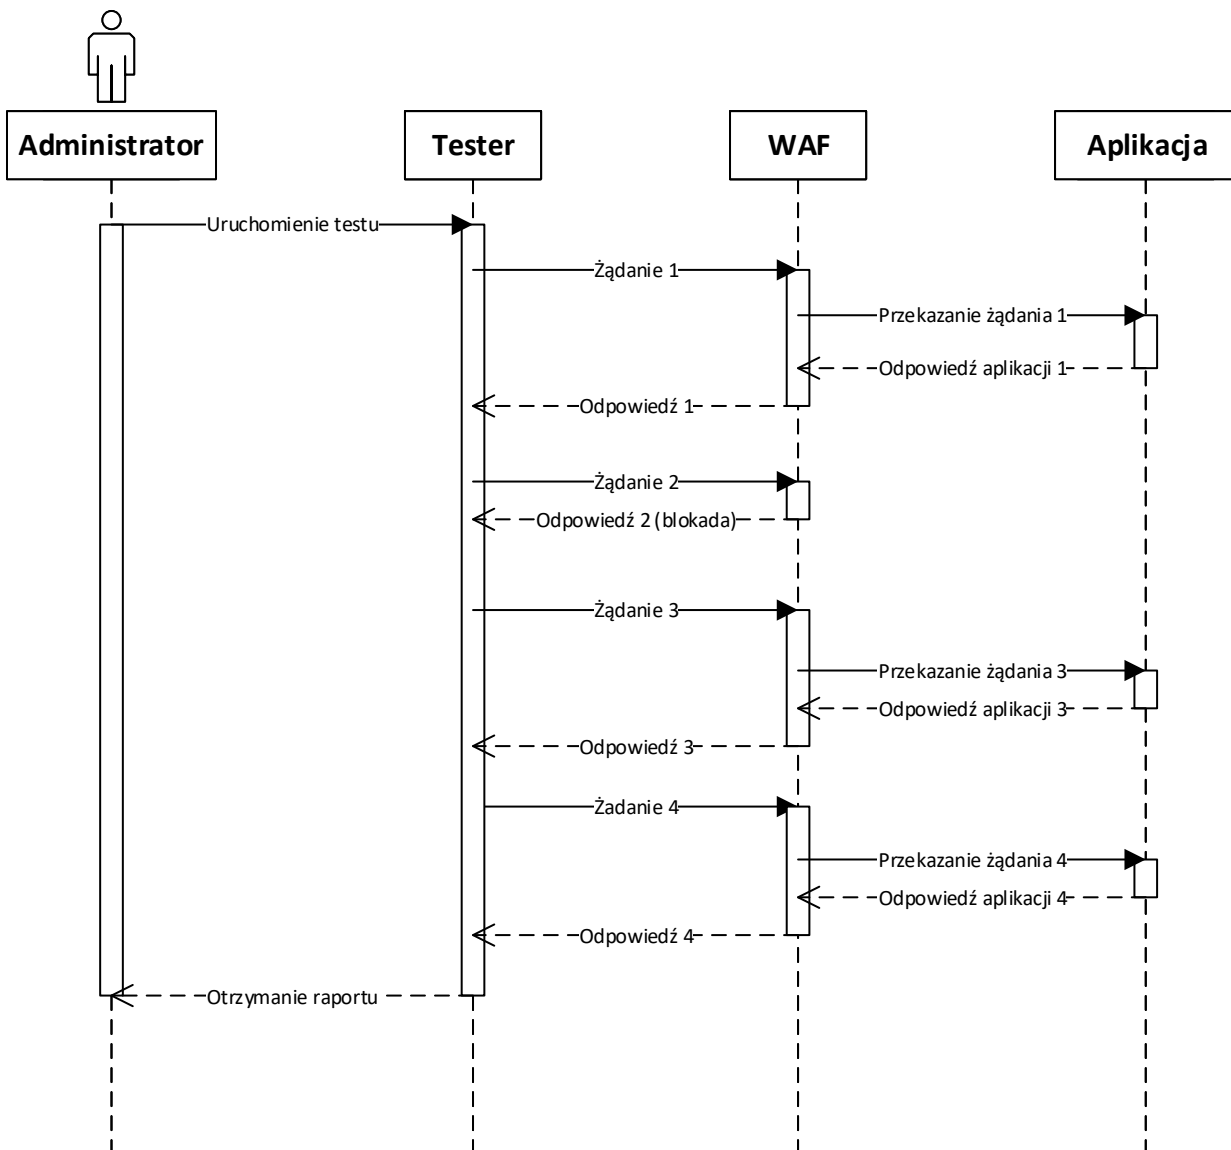 Administrator
Tester
WAF
Aplikacja
Uruchomienie testu
Żądanie 1
Przekazanie żądania 1
Odpowiedź aplikacji 1
Odpowiedź 1
Żądanie 2
Odpowiedź 2 (blokada)
Żądanie 3
Przekazanie żądania 3
Odpowiedź aplikacji 3
Odpowiedź 3
Żadanie 4
Przekazanie żądania 4
Odpowiedź aplikacji 4
Odpowiedź 4
Otrzymanie raportu